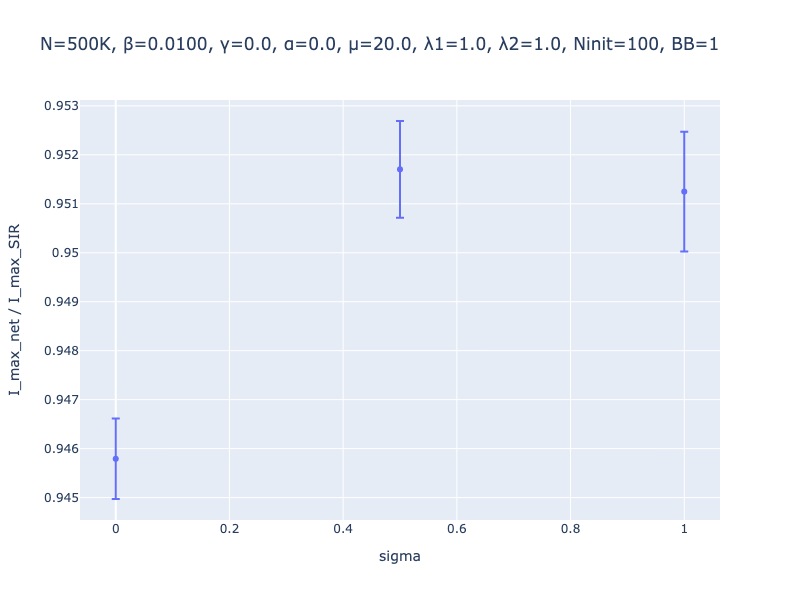 N=500K, β=0.0100, γ=0.0, α=0.0, μ=20.0, λ1=1.0, λ2=1.0, Ninit=100, BB=1
0.953
0.952
0.951
0.95
0.949
0.948
0.947
0.946
0.945
I_max_net / I_max_SIR
0 0.2 0.4 0.6 0.8 1
sigma